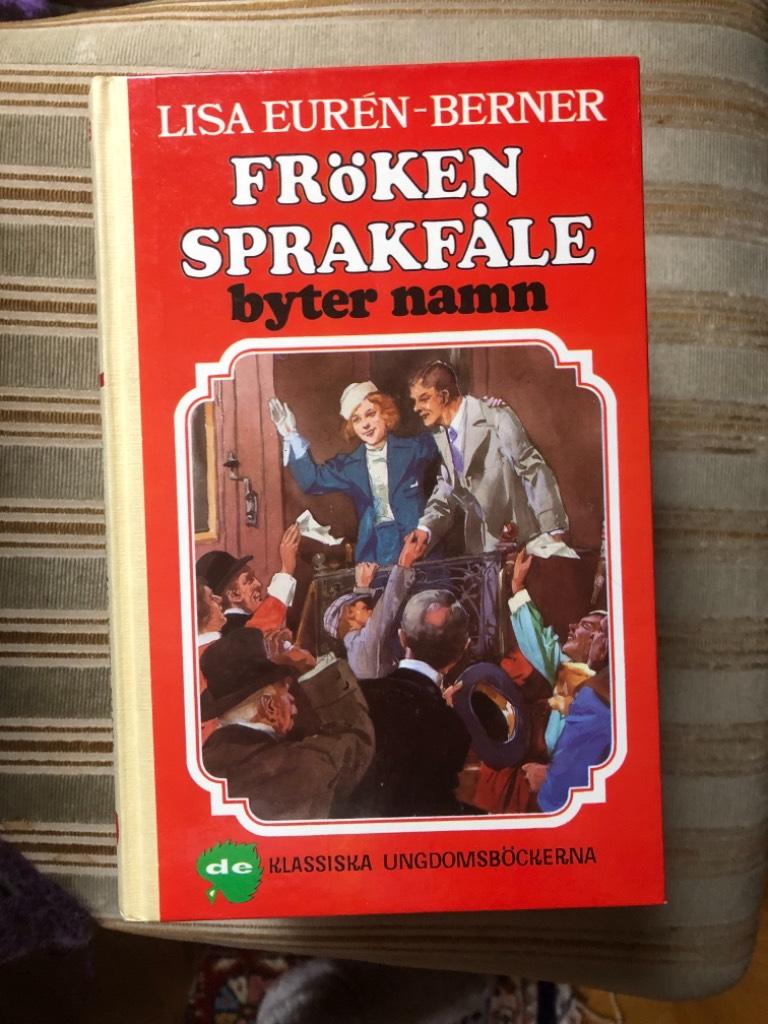 LISA EURÉN-BERNER
FRÖKEN
SPRAKFÅLE
byter namn
de KLASSISKA UNGDOMSBÖCKERNA